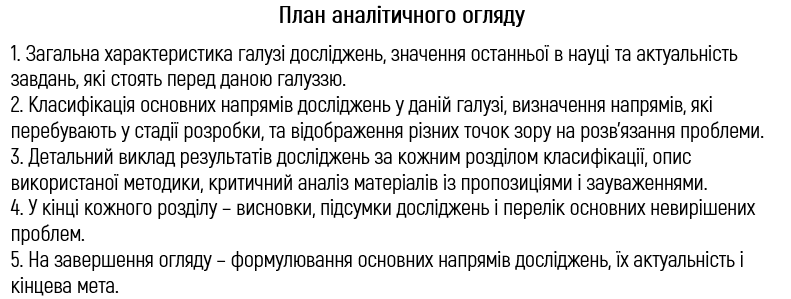 План аналітичного огляду
1. Загальна характеристика галузі досліджень, значення останньої в науці та актуальність
завдань, які стоять перед даною галуззю.
2. Класифікація основних напрямів досліджень у даній галузі, визначення напрямів, які
перебувають у стадії розробки, та відображення різних точок зору на розв’язання проблеми.
3. Детальний виклад результатів досліджень за кожним розділом класифікації, опис
використаної методики, критичний аналіз матеріалів із пропозиціями і зауваженнями.
4. У кінці кожного розділу – висновки, підсумки досліджень і перелік основних невирішених
проблем.
5. На завершення огляду – формулювання основних напрямів досліджень, їх актуальність і
кінцева мета.